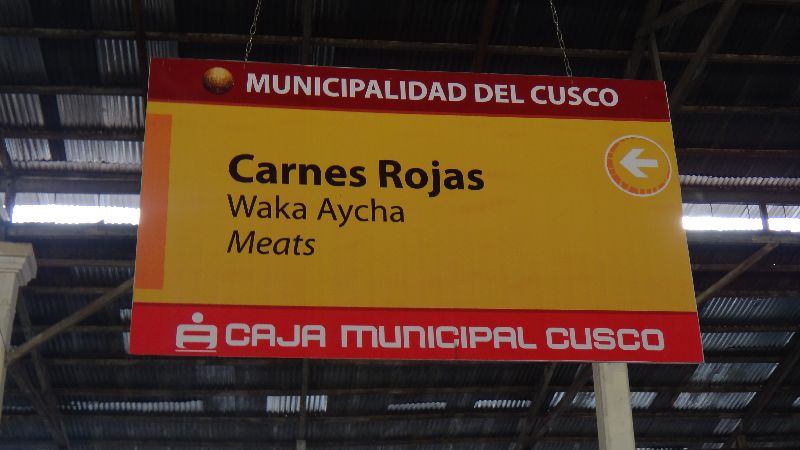 MUNICIPALIDAD DEL CUSCO
Carnes Rojas
Waka Aycha
Meats
CAJA MUNICIPAL CUSCO